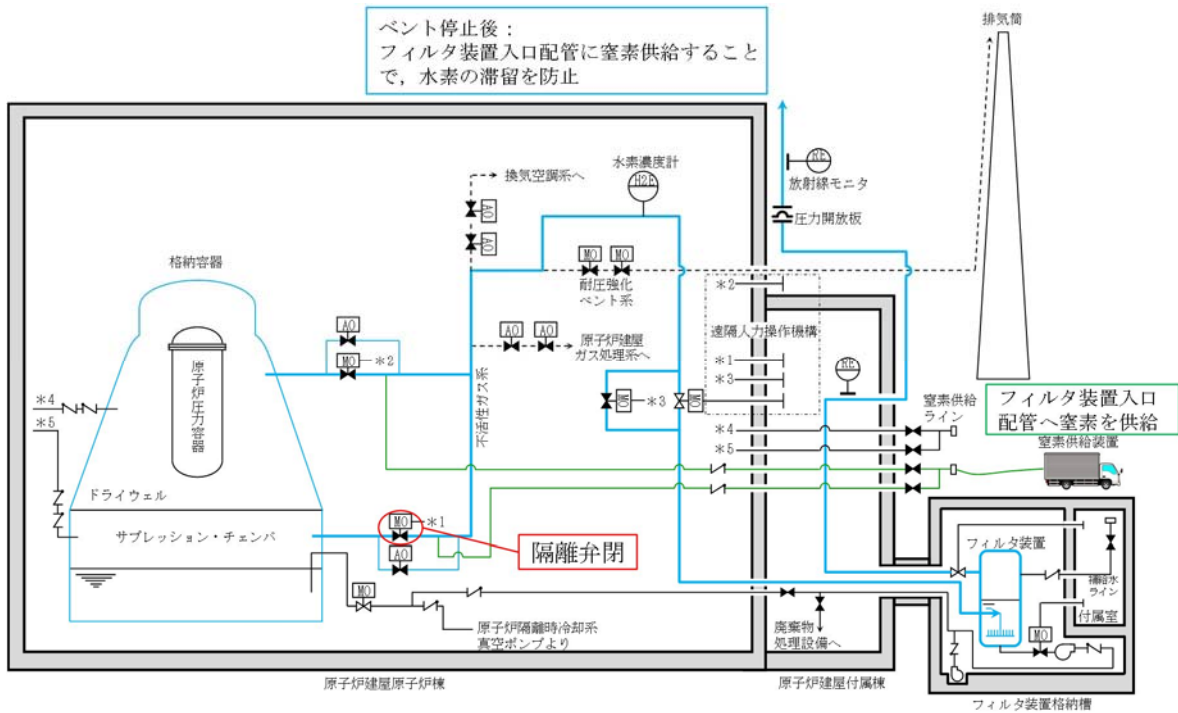 ベント停止後：
フィルタ装置入口配管に窒素供給すること
で，水素の滞留を防止
排気筒
水素濃度計
H2E
換気空調系へ
AO
AO
RE
放射線モニタ
圧力開放板
格納容器
MO
MO
耐圧強化
ベント系
＊2
遠隔人力操作機構
AO
MO
＊2
AO
AO
原子炉建屋
ガス処理系へ
原子炉圧力容器
不活性ガス系
＊1
＊3
MO
＊3
MO
RE
＊4
＊5
＊4
＊5
窒素供給
ライン
フィルタ装置入口
配管へ窒素を供給
窒素供給装置
ドライウェル
サプレッション・チェンバ
MO
＊1
AO
隔離弁閉
フィルタ装置
補給水
ライン
付属室
MO
MO
原子炉隔離時冷却系
真空ポンプより
廃棄物
処理設備へ
原子炉建屋原子炉棟
原子炉建屋付属棟
フィルタ装置格納槽